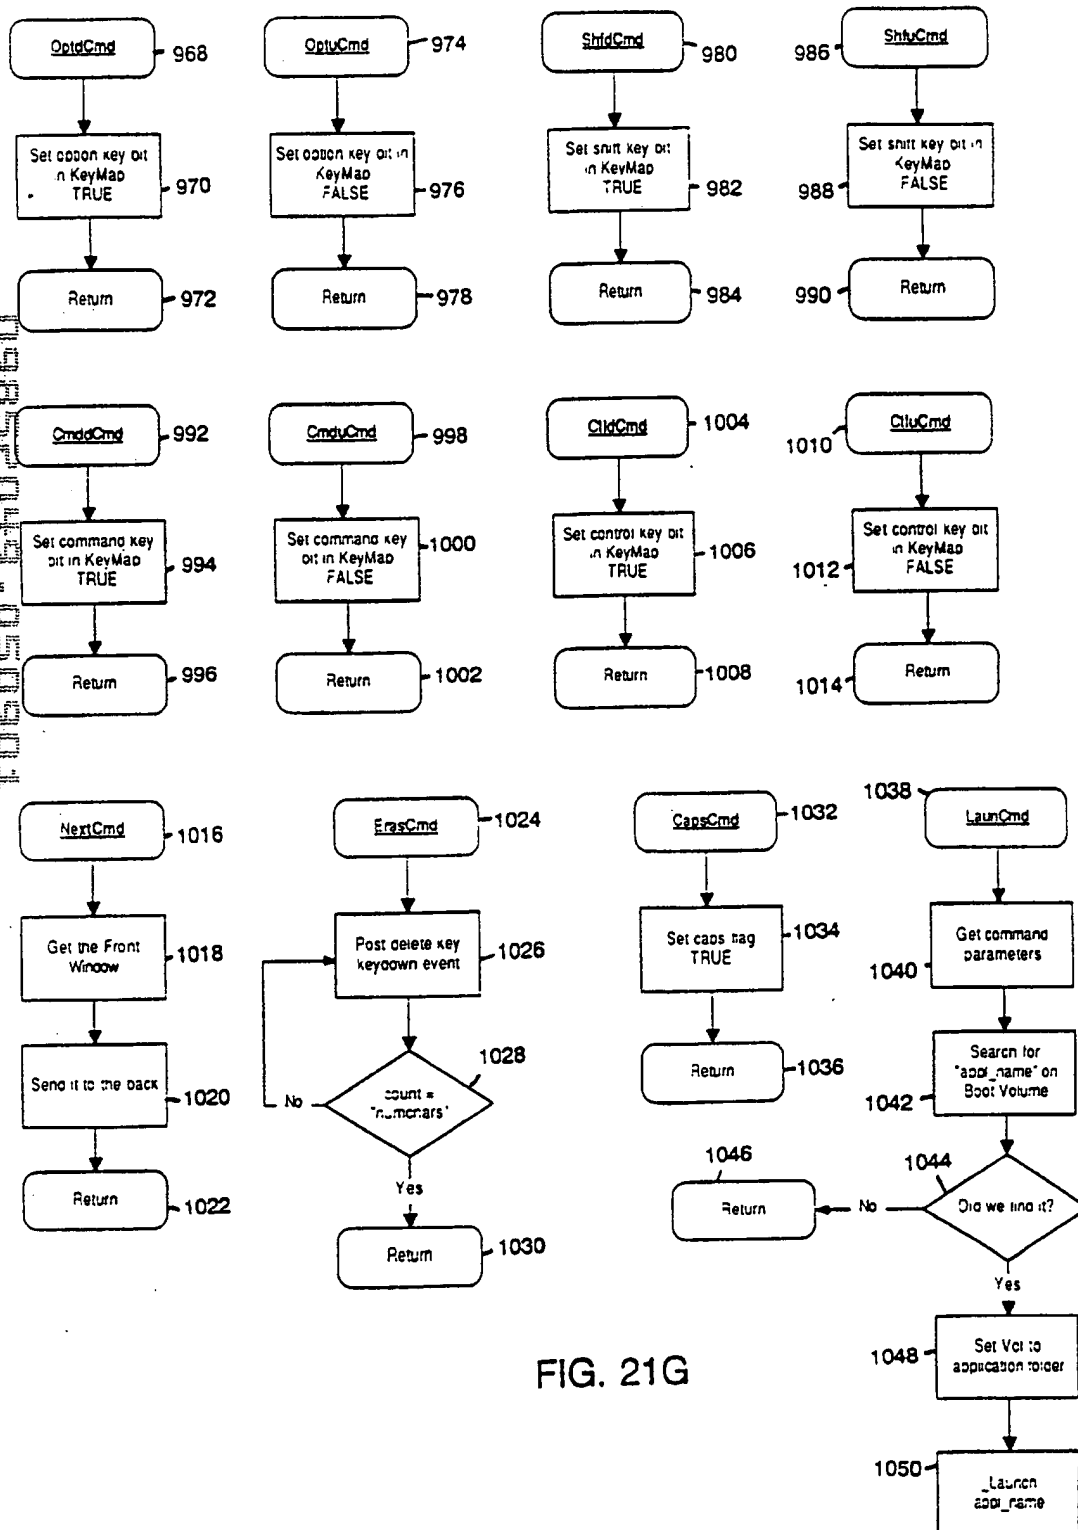 OptdCmd 968
OptuCmd 974
ShfdCmd 980
ShfuCmd 986
Set option key bit in KeyMap TRUE 970
Set option key bit in KeyMap FALSE 976
Set shift key bit in KeyMap TRUE 982
Set shift key bit in KeyMap FALSE 988
Return 972
Return 978
Return 984
Return 990
CmddCmd 992
CmduCmd 998
CtldCmd 1004
CtluCmd 1010
Set command key bit in KeyMap TRUE 994
Set command key bit in KeyMap FALSE 1000
Set control key bit in KeyMap TRUE 1006
Set control key bit in KeyMap FALSE 1012
Return 996
Return 1002
Return 1008
Return 1014
NextCmd 1016
ErasCmd 1024
CapsCmd 1032
LaunCmd 1038
Get the Front Window 1018
Post delete key keydown event 1026
Set caps flag TRUE 1034
Get command parameters 1040
Send it to the back 1020
count = "numchars" 1028
No
Yes
Return 1036
Search for "appl_name" on Boot Volume 1042
Return 1022
Return 1030
Return 1046
Did we find it? 1044
No
Yes
Set Vol to application folder 1048
_Launch appl_name 1050
FIG. 21G